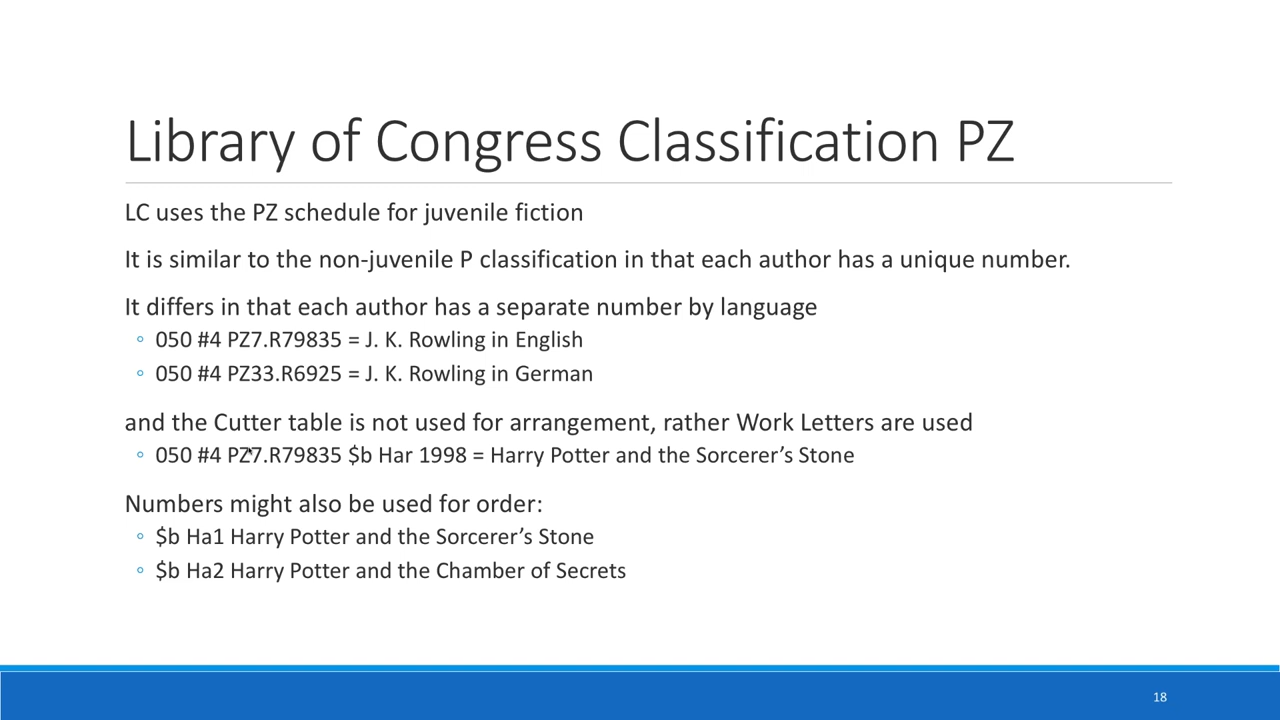 Library of Congress Classification PZ
LC uses the PZ schedule for juvenile fiction
It is similar to the non-juvenile P classification in that each author has a unique number.
It differs in that each author has a separate number by language
◦ 050 #4 PZ7.R79835 = J. K. Rowling in English
◦ 050 #4 PZ33.R6925 = J. K. Rowling in German
and the Cutter table is not used for arrangement, rather Work Letters are used
◦ 050 #4 PZ7.R79835 $b Har 1998 = Harry Potter and the Sorcerer’s Stone
Numbers might also be used for order:
◦ $b Ha1 Harry Potter and the Sorcerer’s Stone
◦ $b Ha2 Harry Potter and the Chamber of Secrets
18